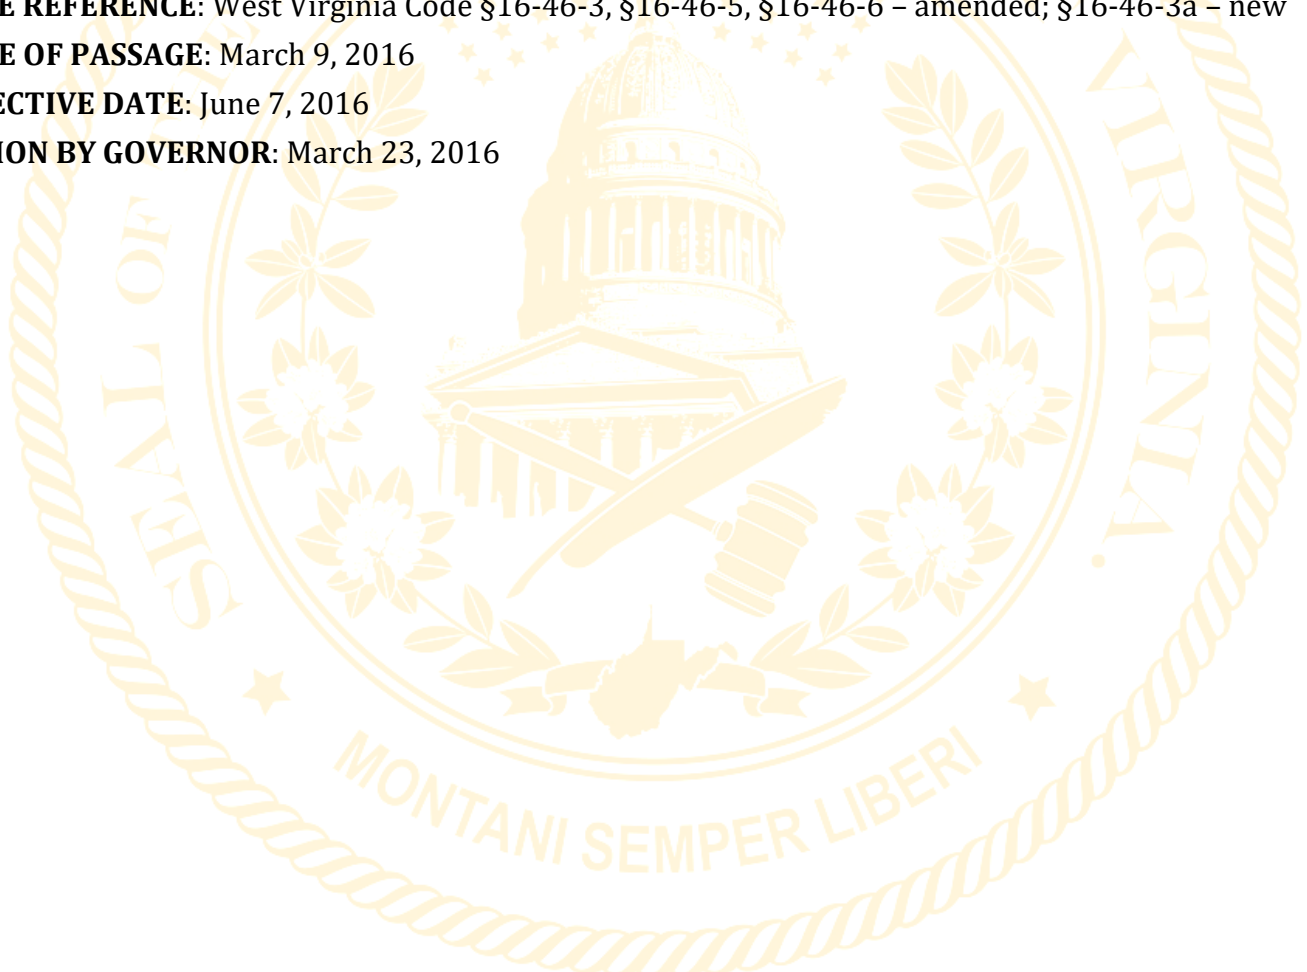 E REFERENCE: West Virginia Code §16-46-3, §16-46-5, §16-46-6 – amended; §16-46-3a – new
E OF PASSAGE: March 9, 2016
ECTIVE DATE: June 7, 2016
ION BY GOVERNOR: March 23, 2016
SEAL OF
VIRGINIA.
MONTANI SEMPER LIBERI